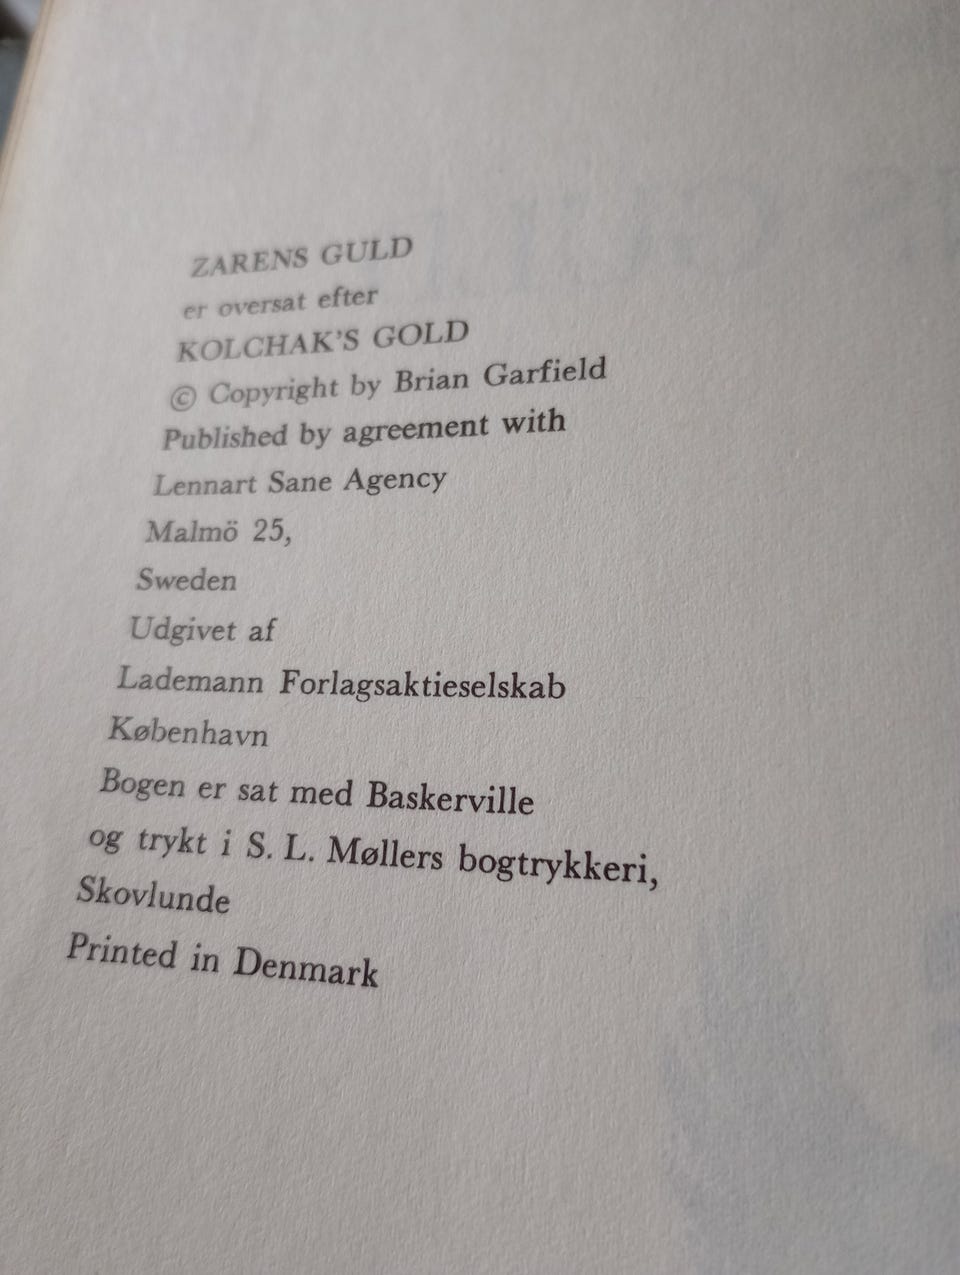 ZARENS GULD
er oversat efter
KOLCHAK'S GOLD
© Copyright by Brian Garfield
Published by agreement with
Lennart Sane Agency
Malmö 25,
Sweden
Udgivet af
Lademann Forlagsaktieselskab
København
Bogen er sat med Baskerville
og trykt i S. L. Møllers bogtrykkeri,
Skovlunde
Printed in Denmark